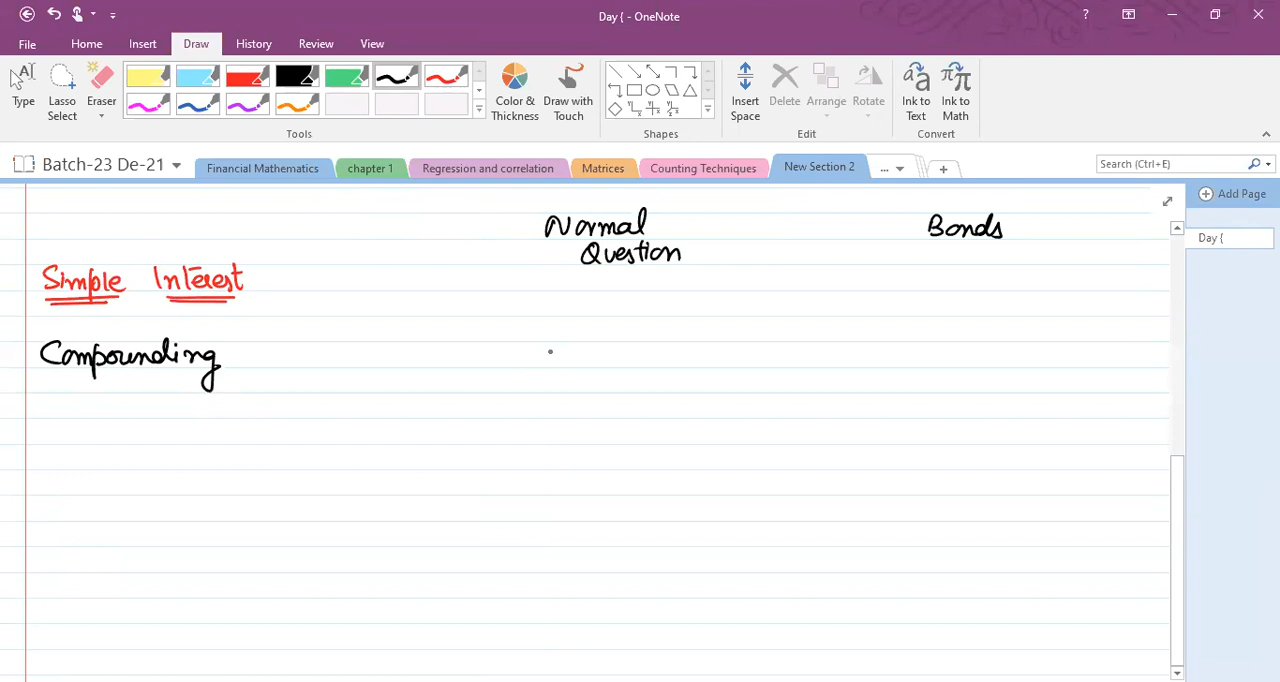 Day { - OneNote
?
File Home Insert Draw History Review View
Type
Lasso Select
Eraser
Color & Thickness
Draw with Touch
Insert Space
Delete
Arrange
Rotate
Ink to Text
Ink to Math
Tools
Shapes
Edit
Convert
Batch-23 De-21
Financial Mathematics
chapter 1
Regression and correlation
Matrices
Counting Techniques
New Section 2
...
Search (Ctrl+E)
Add Page
Day {
Normal Bonds
Question
Simple Interest
Compounding